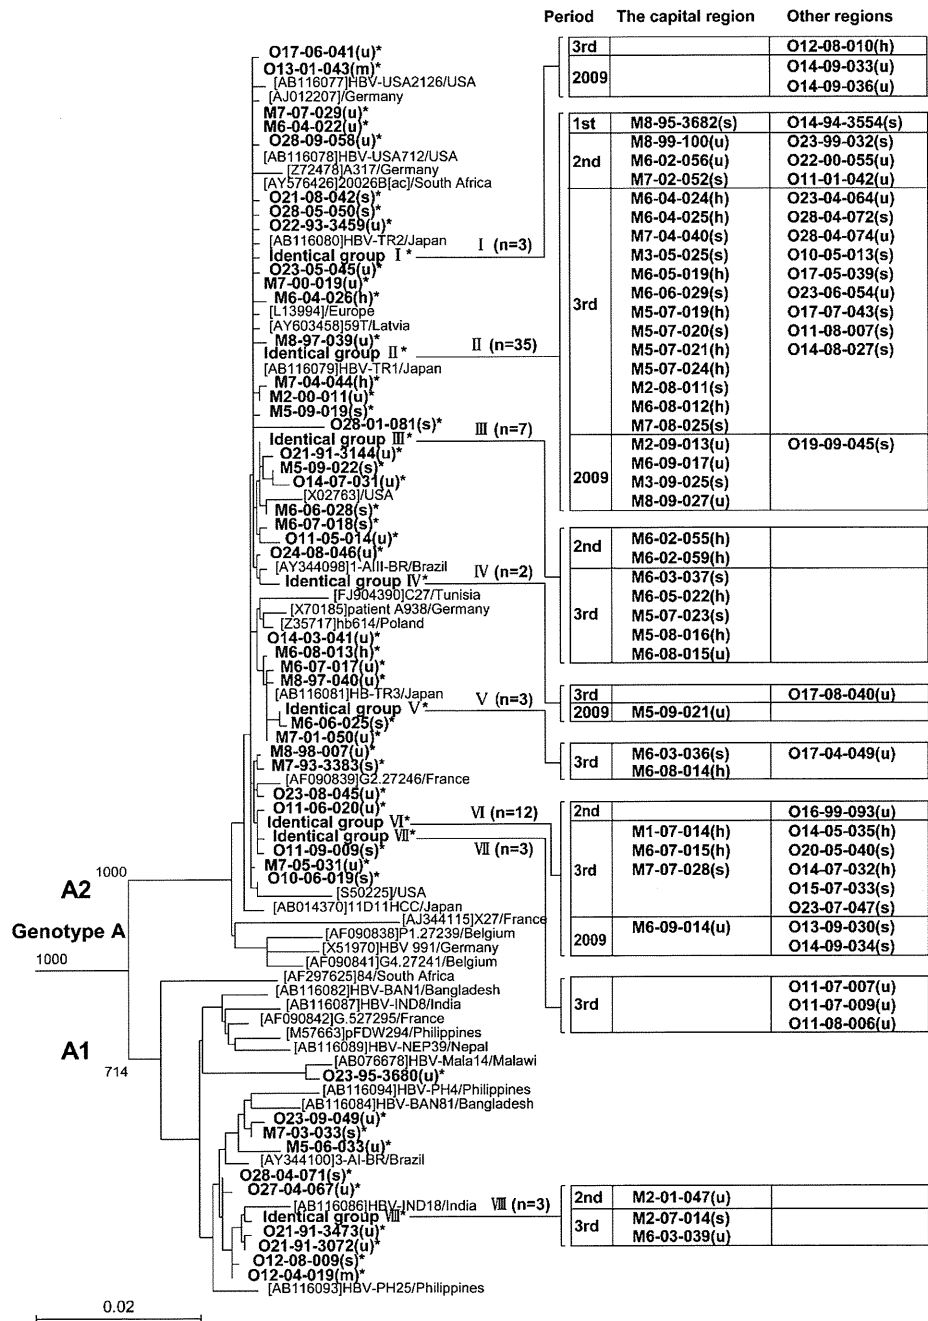 Period The capital region Other regions
O17-06-041(u)*
O13-01-043(m)*
[AB116077]HBV-USA2126/USA
[AJ012207]/Germany
M7-07-029(u)*
M6-04-022(u)*
O28-09-058(u)*
[AB116078]HBV-USA712/USA
[Z72478]A317/Germany
[AY576426]20026B[ac]/South Africa
O21-08-042(s)*
O28-05-050(s)*
O22-93-3459(u)*
[AB116080]HBV-TR2/Japan
Identical group Ⅰ* Ⅰ (n=3)
O23-05-045(u)*
M7-00-019(u)*
M6-04-026(h)*
[L13994]/Europe
[AY603458]59T/Latvia
M8-97-039(u)*
Identical group Ⅱ* Ⅱ (n=35)
[AB116079]HBV-TR1/Japan
M7-04-044(h)*
M2-00-011(u)*
M5-09-019(s)*
O28-01-081(s)*
Identical group Ⅲ* Ⅲ (n=7)
O21-91-3144(u)*
M5-09-022(s)*
O14-07-031(u)*
[X02763]/USA
M6-06-028(s)*
M6-07-018(s)*
O11-05-014(u)*
O24-08-046(u)*
[AY344098]1-AIII-BR/Brazil
Identical group Ⅳ* Ⅳ (n=2)
[FJ904390]C27/Tunisia
[X70185]patient A938/Germany
[Z35717]hb614/Poland
O14-03-041(u)*
M6-08-013(h)*
M6-07-017(u)*
M8-97-040(u)*
[AB116081]HB-TR3/Japan
Identical group Ⅴ* Ⅴ (n=3)
M6-06-025(s)*
M7-01-050(u)*
M8-98-007(u)*
M7-93-3383(s)*
[AF090839]G2.27246/France
O23-08-045(u)*
O11-06-020(u)*
Identical group Ⅵ* Ⅵ (n=12)
Identical group Ⅶ* Ⅶ (n=3)
O11-09-009(s)*
M7-05-031(u)*
O10-06-019(s)*
[S50225]/USA
[AB014370]11D11HCC/Japan
[AJ344115]X27/France
[AF090838]P1.27239/Belgium
[X51970]HBV 991/Germany
[AF090841]G4.27241/Belgium
[AF297625]84/South Africa
[AB116082]HBV-BAN1/Bangladesh
[AB116087]HBV-IND8/India
[AF090842]G.527295/France
[M57663]pFDW294/Philippines
[AB116089]HBV-NEP39/Nepal
[AB076678]HBV-Mala14/Malawi
O23-95-3680(u)*
[AB116094]HBV-PH4/Philippines
[AB116084]HBV-BAN81/Bangladesh
O23-09-049(u)*
M7-03-033(s)*
M5-06-033(u)*
[AY344100]3-AI-BR/Brazil
O28-04-071(s)*
O27-04-067(u)*
[AB116086]HBV-IND18/India
Identical group Ⅷ* Ⅷ (n=3)
O21-91-3473(u)*
O21-91-3072(u)*
O12-08-009(s)*
O12-04-019(m)*
[AB116093]HBV-PH25/Philippines
A2 1000
Genotype A
1000
A1
714
0.02
3rd O12-08-010(h)
2009 O14-09-033(u)
O14-09-036(u)
1st M8-95-3682(s) O14-94-3554(s)
M8-99-100(u) O23-99-032(s)
2nd M6-02-056(u) O22-00-055(u)
M7-02-052(s) O11-01-042(u)
M6-04-024(h) O23-04-064(u)
M6-04-025(h) O28-04-072(s)
M7-04-040(s) O28-04-074(u)
M3-05-025(s) O10-05-013(s)
M6-05-019(h) O17-05-039(s)
3rd M6-06-029(s) O23-06-054(u)
M5-07-019(h) O17-07-043(s)
M5-07-020(s) O11-08-007(s)
M5-07-021(h) O14-08-027(s)
M5-07-024(h)
M2-08-011(s)
M6-08-012(h)
M7-08-025(s)
M2-09-013(u) O19-09-045(s)
2009 M6-09-017(u)
M3-09-025(s)
M8-09-027(u)
2nd M6-02-055(h)
M6-02-059(h)
M6-03-037(s)
M6-05-022(h)
3rd M5-07-023(s)
M5-08-016(h)
M6-08-015(u)
3rd O17-08-040(u)
2009 M5-09-021(u)
3rd M6-03-036(s) O17-04-049(u)
M6-08-014(h)
2nd O16-99-093(u)
M1-07-014(h) O14-05-035(h)
M6-07-015(h) O20-05-040(s)
3rd M7-07-028(s) O14-07-032(h)
O15-07-033(s)
O23-07-047(s)
2009 M6-09-014(u) O13-09-030(s)
O14-09-034(s)
O11-07-007(u)
3rd O11-07-009(u)
O11-08-006(u)
2nd M2-01-047(u)
3rd M2-07-014(s)
M6-03-039(u)